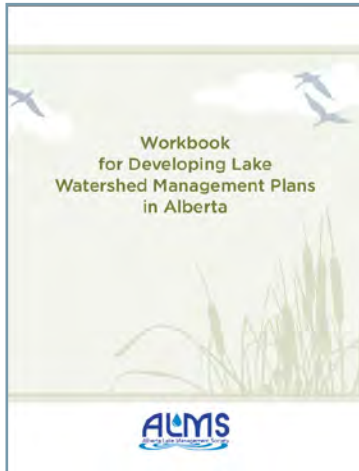 Workbook
for Developing Lake
Watershed Management Plans
in Alberta
ALMS
Alberta Lake Management Society